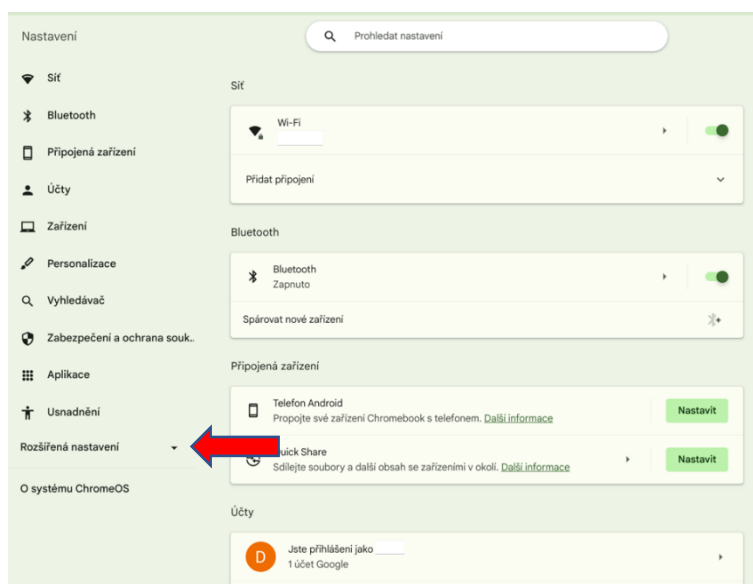 Nastavení
Prohledat nastavení
Síť
Bluetooth
Připojená zařízení
Účty
Zařízení
Personalizace
Vyhledávač
Zabezpečení a ochrana souk..
Aplikace
Usnadnění
Rozšířená nastavení
O systému ChromeOS
Síť
Wi-Fi
Přidat připojení
Bluetooth
Bluetooth
Zapnuto
Spárovat nové zařízení
Připojená zařízení
Telefon Android
Propojte své zařízení Chromebook s telefonem. Další informace
Nastavit
Quick Share
Sdílejte soubory a další obsah se zařízeními v okolí. Další informace
Nastavit
Účty
D
Jste přihlášeni jako
1 účet Google